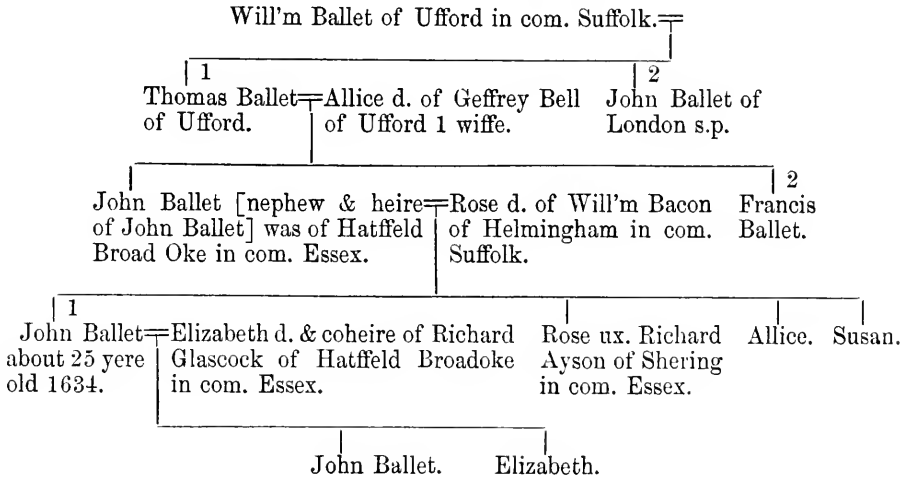 Will'm Ballet of Ufford in com. Suffolk.
1
Thomas Ballet
of Ufford.
Allice d. of Geffrey Bell
of Ufford 1 wiffe.
2
John Ballet of
London s.p.
John Ballet [nephew & heire
of John Ballet] was of Hatffeld
Broad Oke in com. Essex.
Rose d. of Will'm Bacon
of Helmingham in com.
Suffolk.
2
Francis
Ballet.
1
John Ballet
about 25 yere
old 1634.
Elizabeth d. & coheire of Richard
Glascock of Hatffeld Broadoke
in com. Essex.
Rose ux. Richard
Ayson of Shering
in com. Essex.
Allice.
Susan.
John Ballet.
Elizabeth.